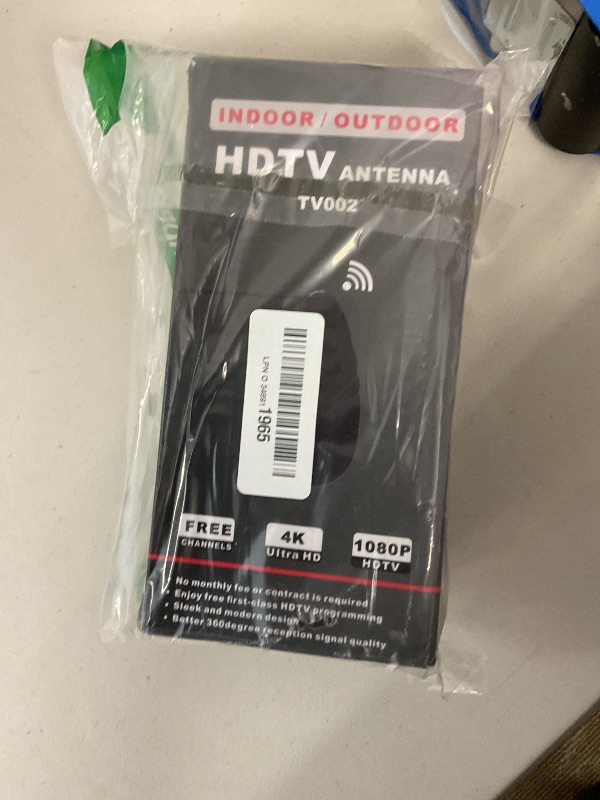 INDOOR / OUTDOOR
HDTV ANTENNA
TV002
LPN O 34691 1965
FREE
CHANNELS
4K
Ultra HD
1080P
HDTV
No monthly fee or contract is required
• Enjoy free first-class HDTV programming
• Sleek and modern design
• Better 360degree reception signal quality